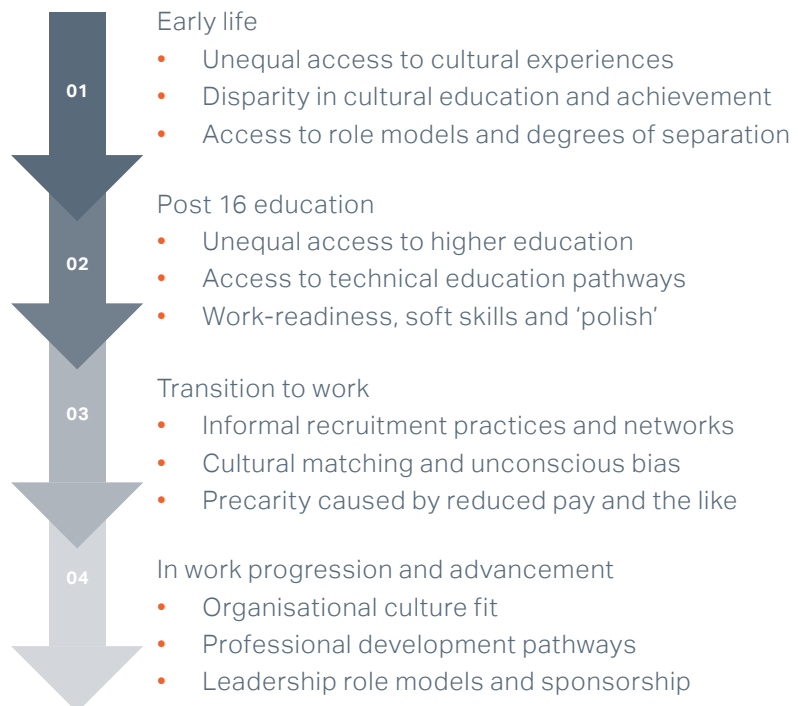 Early life
• Unequal access to cultural experiences
01
• Disparity in cultural education and achievement
• Access to role models and degrees of separation
Post 16 education
• Unequal access to higher education
02
• Access to technical education pathways
• Work-readiness, soft skills and ‘polish’
Transition to work
03
• Informal recruitment practices and networks
• Cultural matching and unconscious bias
• Precarity caused by reduced pay and the like
In work progression and advancement
04
• Organisational culture fit
• Professional development pathways
• Leadership role models and sponsorship